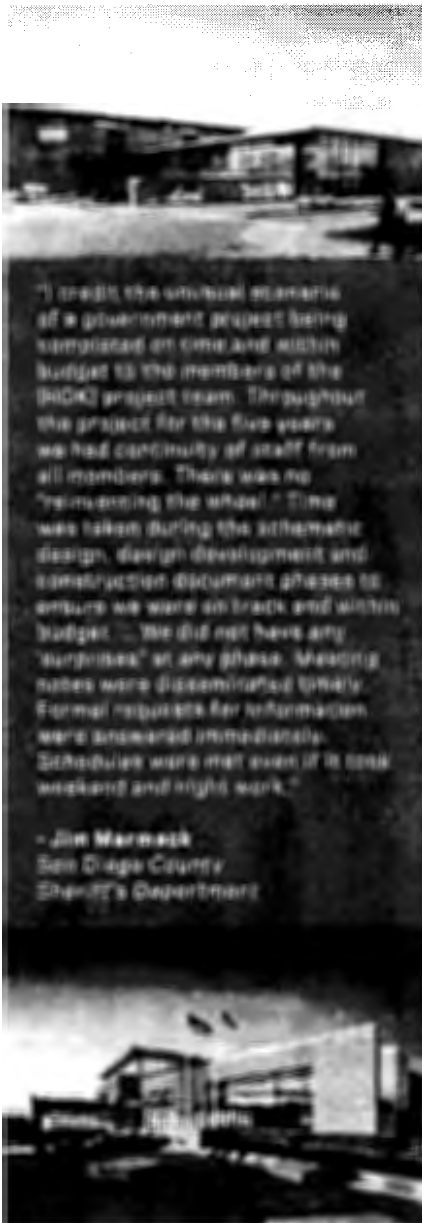 "I credit the unusual scenario
of a government project being
completed on time and within
budget to the members of the
[HOK] project team. Throughout
the project for the five years
we had continuity of staff from
all members. There was no
"reinventing the wheel." Time
was taken during the schematic
design, design development and
construction document phases to
ensure we were on track and within
budget. ... We did not have any
'surprises" at any phase. Meeting
notes were disseminated timely.
Formal requests for information
were answered immediately.
Schedules were met even if it took
weekend and night work."
- Jim
San Diego County
Sheriff's Department